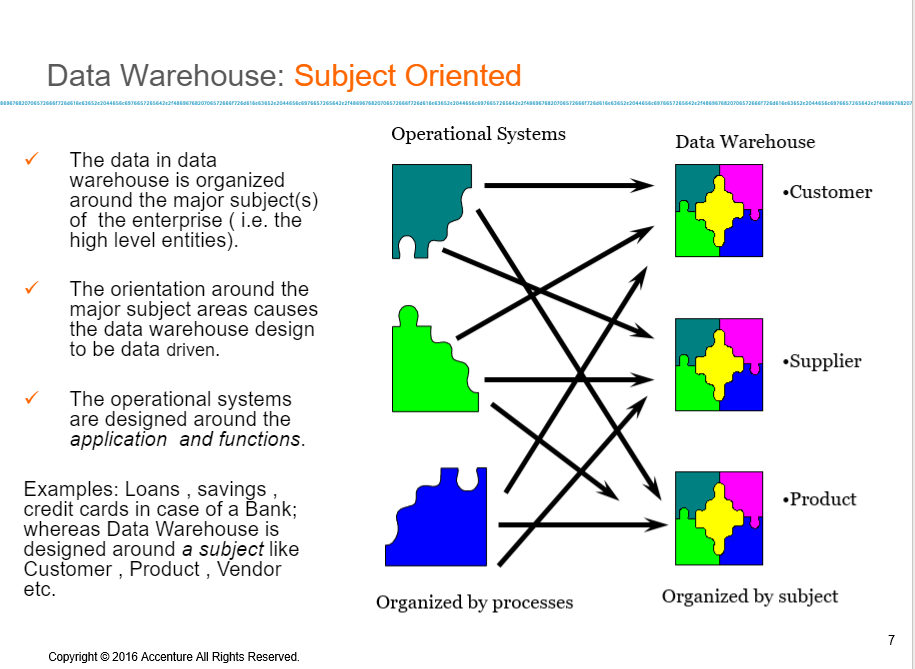 Data Warehouse: Subject Oriented
✓ The data in data
warehouse is organized
around the major subject(s)
of the enterprise ( i.e. the
high level entities).
✓ The orientation around the
major subject areas causes
the data warehouse design
to be data driven.
✓ The operational systems
are designed around the
application and functions.
Examples: Loans , savings ,
credit cards in case of a Bank;
whereas Data Warehouse is
designed around a subject like
Customer , Product , Vendor
etc.
Operational Systems
Organized by processes
Data Warehouse
•Customer
•Supplier
•Product
Organized by subject
7
Copyright © 2016 Accenture All Rights Reserved.